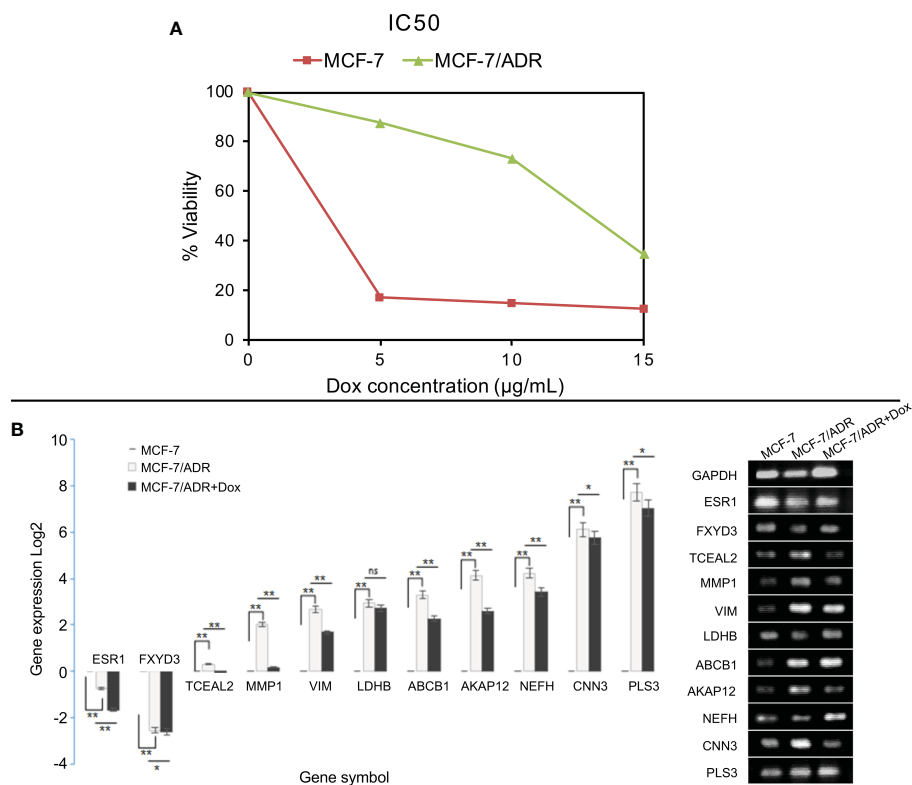 A
IC50
MCF-7 MCF-7/ADR
100
80
60
40
20
0
% Viability
0 5 10 15
Dox concentration (µg/mL)
B
10
8
6
4
2
0
-2
-4
Gene expression Log2
MCF-7
MCF-7/ADR
MCF-7/ADR+Dox
ESR1 FXYD3
** ** ** *
TCEAL2 MMP1 VIM LDHB ABCB1 AKAP12 NEFH CNN3 PLS3
** **
** **
** **
** ns
** **
** **
** **
** *
** *
Gene symbol
MCF-7 MCF-7/ADR MCF-7/ADR+Dox
GAPDH
ESR1
FXYD3
TCEAL2
MMP1
VIM
LDHB
ABCB1
AKAP12
NEFH
CNN3
PLS3